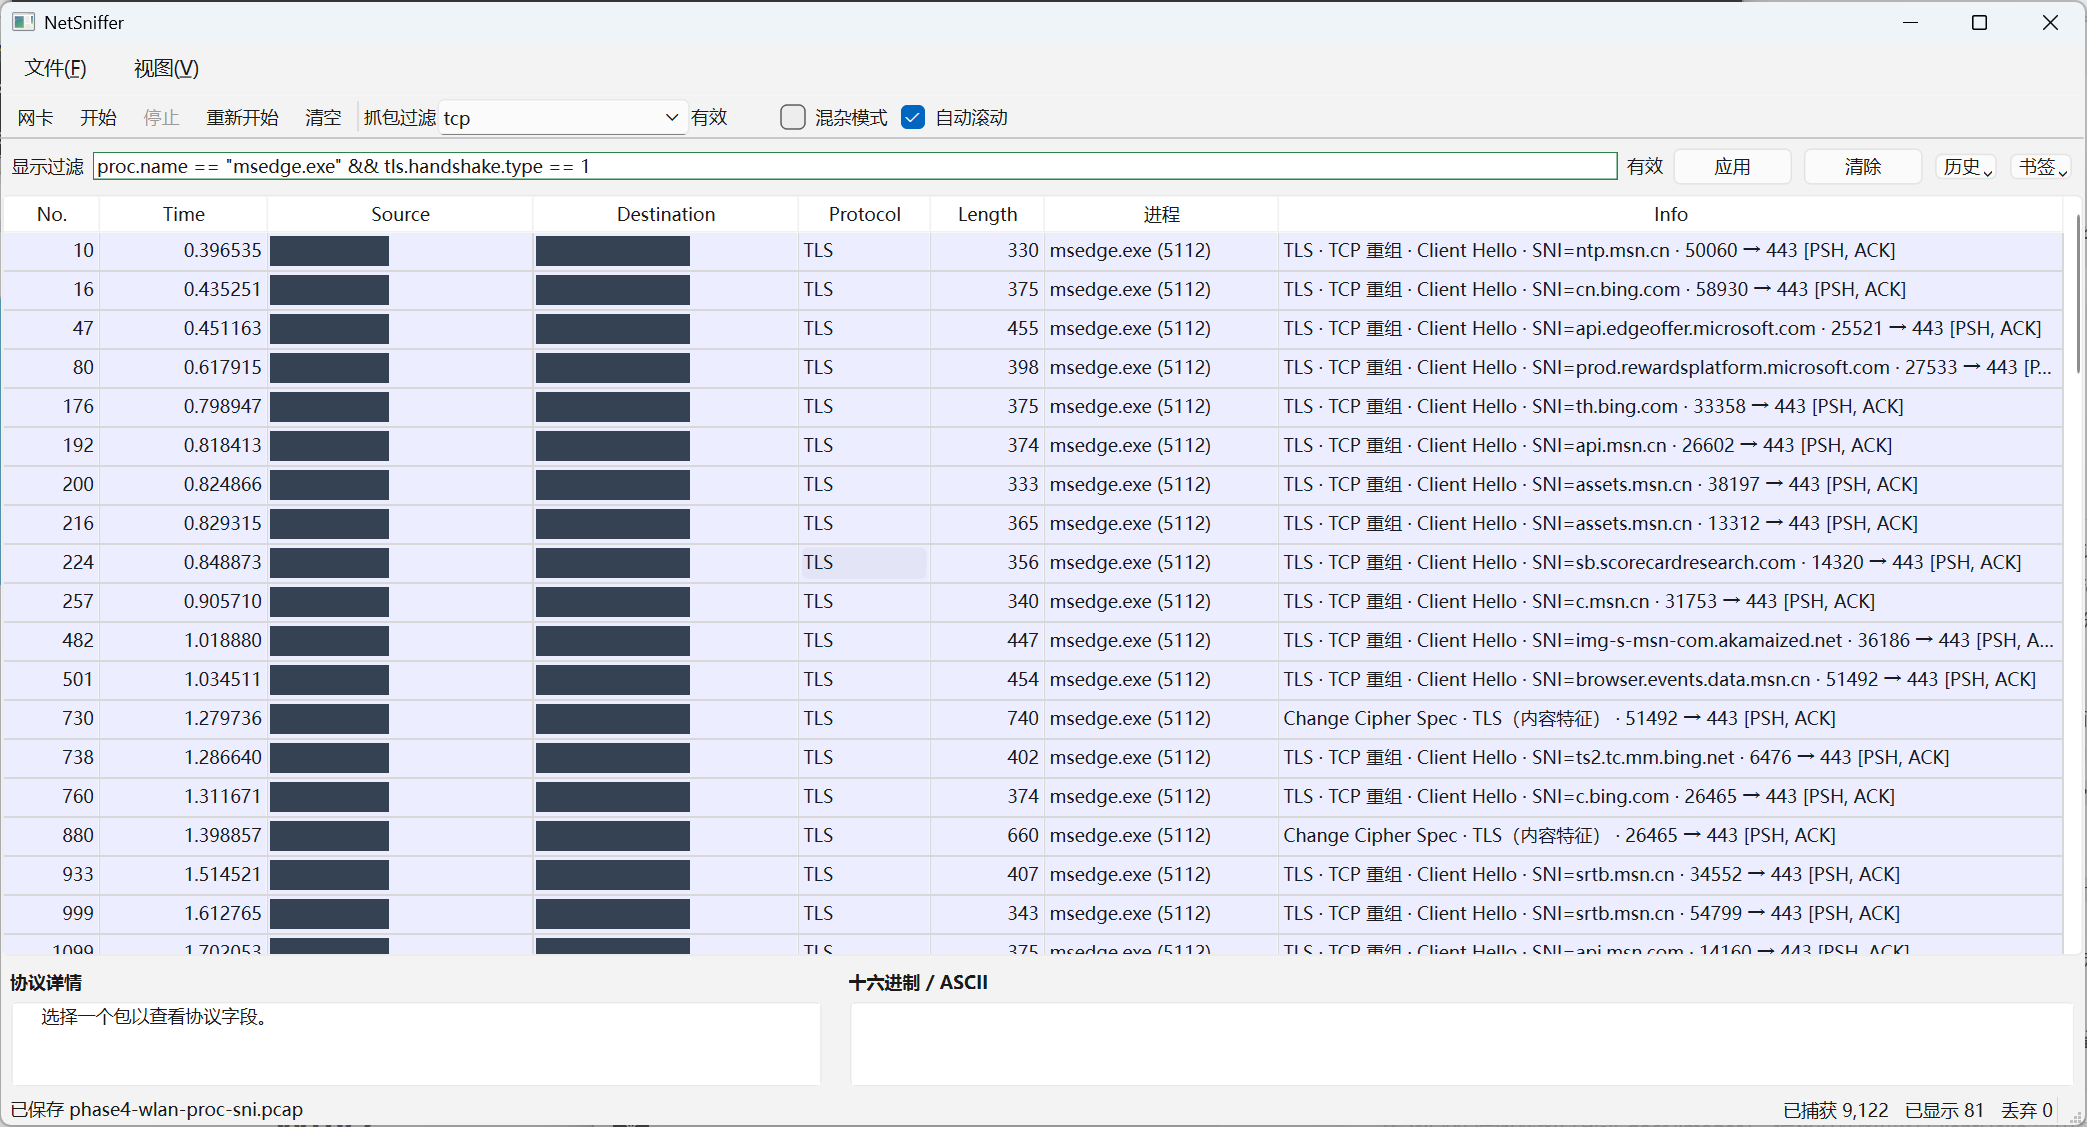 NetSniffer
文件(F) 视图(V)
网卡 开始 停止 重新开始 清空 抓包过滤 tcp 有效 混杂模式 自动滚动
显示过滤 proc.name == "msedge.exe" && tls.handshake.type == 1 有效 应用 清除 历史 书签
No. Time Source Destination Protocol Length 进程 Info
10 0.396535 TLS 330 msedge.exe (5112) TLS · TCP 重组 · Client Hello · SNI=ntp.msn.cn · 50060 → 443 [PSH, ACK]
16 0.435251 TLS 375 msedge.exe (5112) TLS · TCP 重组 · Client Hello · SNI=cn.bing.com · 58930 → 443 [PSH, ACK]
47 0.451163 TLS 455 msedge.exe (5112) TLS · TCP 重组 · Client Hello · SNI=api.edgeoffer.microsoft.com · 25521 → 443 [PSH, ACK]
80 0.617915 TLS 398 msedge.exe (5112) TLS · TCP 重组 · Client Hello · SNI=prod.rewardsplatform.microsoft.com · 27533 → 443 [P...
176 0.798947 TLS 375 msedge.exe (5112) TLS · TCP 重组 · Client Hello · SNI=th.bing.com · 33358 → 443 [PSH, ACK]
192 0.818413 TLS 374 msedge.exe (5112) TLS · TCP 重组 · Client Hello · SNI=api.msn.cn · 26602 → 443 [PSH, ACK]
200 0.824866 TLS 333 msedge.exe (5112) TLS · TCP 重组 · Client Hello · SNI=assets.msn.cn · 38197 → 443 [PSH, ACK]
216 0.829315 TLS 365 msedge.exe (5112) TLS · TCP 重组 · Client Hello · SNI=assets.msn.cn · 13312 → 443 [PSH, ACK]
224 0.848873 TLS 356 msedge.exe (5112) TLS · TCP 重组 · Client Hello · SNI=sb.scorecardresearch.com · 14320 → 443 [PSH, ACK]
257 0.905710 TLS 340 msedge.exe (5112) TLS · TCP 重组 · Client Hello · SNI=c.msn.cn · 31753 → 443 [PSH, ACK]
482 1.018880 TLS 447 msedge.exe (5112) TLS · TCP 重组 · Client Hello · SNI=img-s-msn-com.akamaized.net · 36186 → 443 [PSH, A...
501 1.034511 TLS 454 msedge.exe (5112) TLS · TCP 重组 · Client Hello · SNI=browser.events.data.msn.cn · 51492 → 443 [PSH, ACK]
730 1.279736 TLS 740 msedge.exe (5112) Change Cipher Spec · TLS（内容特征） · 51492 → 443 [PSH, ACK]
738 1.286640 TLS 402 msedge.exe (5112) TLS · TCP 重组 · Client Hello · SNI=ts2.tc.mm.bing.net · 6476 → 443 [PSH, ACK]
760 1.311671 TLS 374 msedge.exe (5112) TLS · TCP 重组 · Client Hello · SNI=c.bing.com · 26465 → 443 [PSH, ACK]
880 1.398857 TLS 660 msedge.exe (5112) Change Cipher Spec · TLS（内容特征） · 26465 → 443 [PSH, ACK]
933 1.514521 TLS 407 msedge.exe (5112) TLS · TCP 重组 · Client Hello · SNI=srtb.msn.cn · 34552 → 443 [PSH, ACK]
999 1.612765 TLS 343 msedge.exe (5112) TLS · TCP 重组 · Client Hello · SNI=srtb.msn.cn · 54799 → 443 [PSH, ACK]
1099 1.702053 TLS 375 msedge.exe (5112) TLS · TCP 重组 · Client Hello · SNI=api.msn.com · 14160 → 443 [PSH, ACK]
协议详情 十六进制 / ASCII
选择一个包以查看协议字段。
已保存 phase4-wlan-proc-sni.pcap 已捕获 9,122 已显示 81 丢弃 0